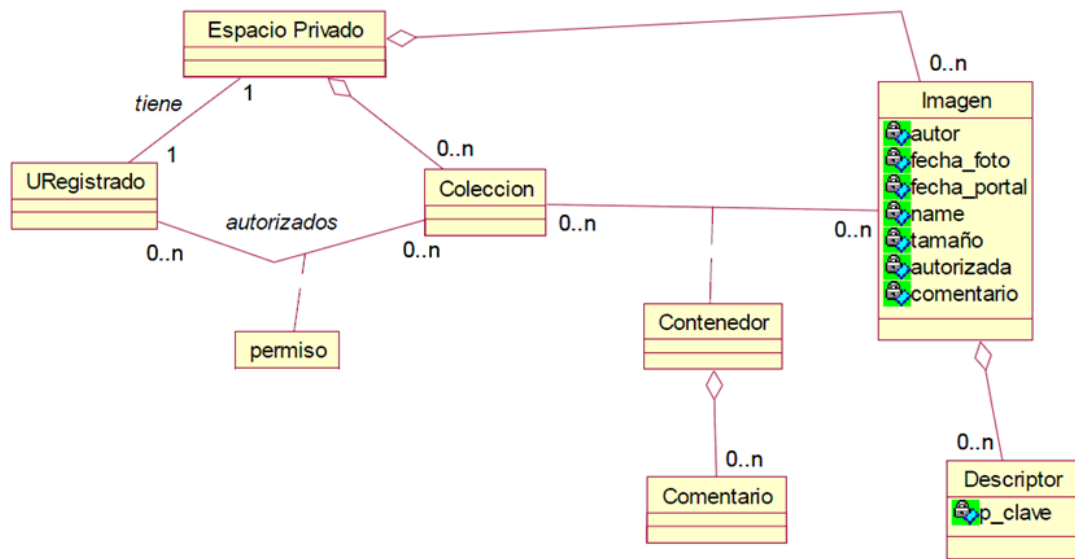 Espacio Privado
0..n
Imagen
autor
fecha_foto
fecha_portal
name
tamaño
autorizada
comentario
tiene
1
1
URegistrado
0..n
Coleccion
autorizados
0..n
0..n
0..n
0..n
permiso
Contenedor
0..n
Comentario
0..n
Descriptor
p_clave